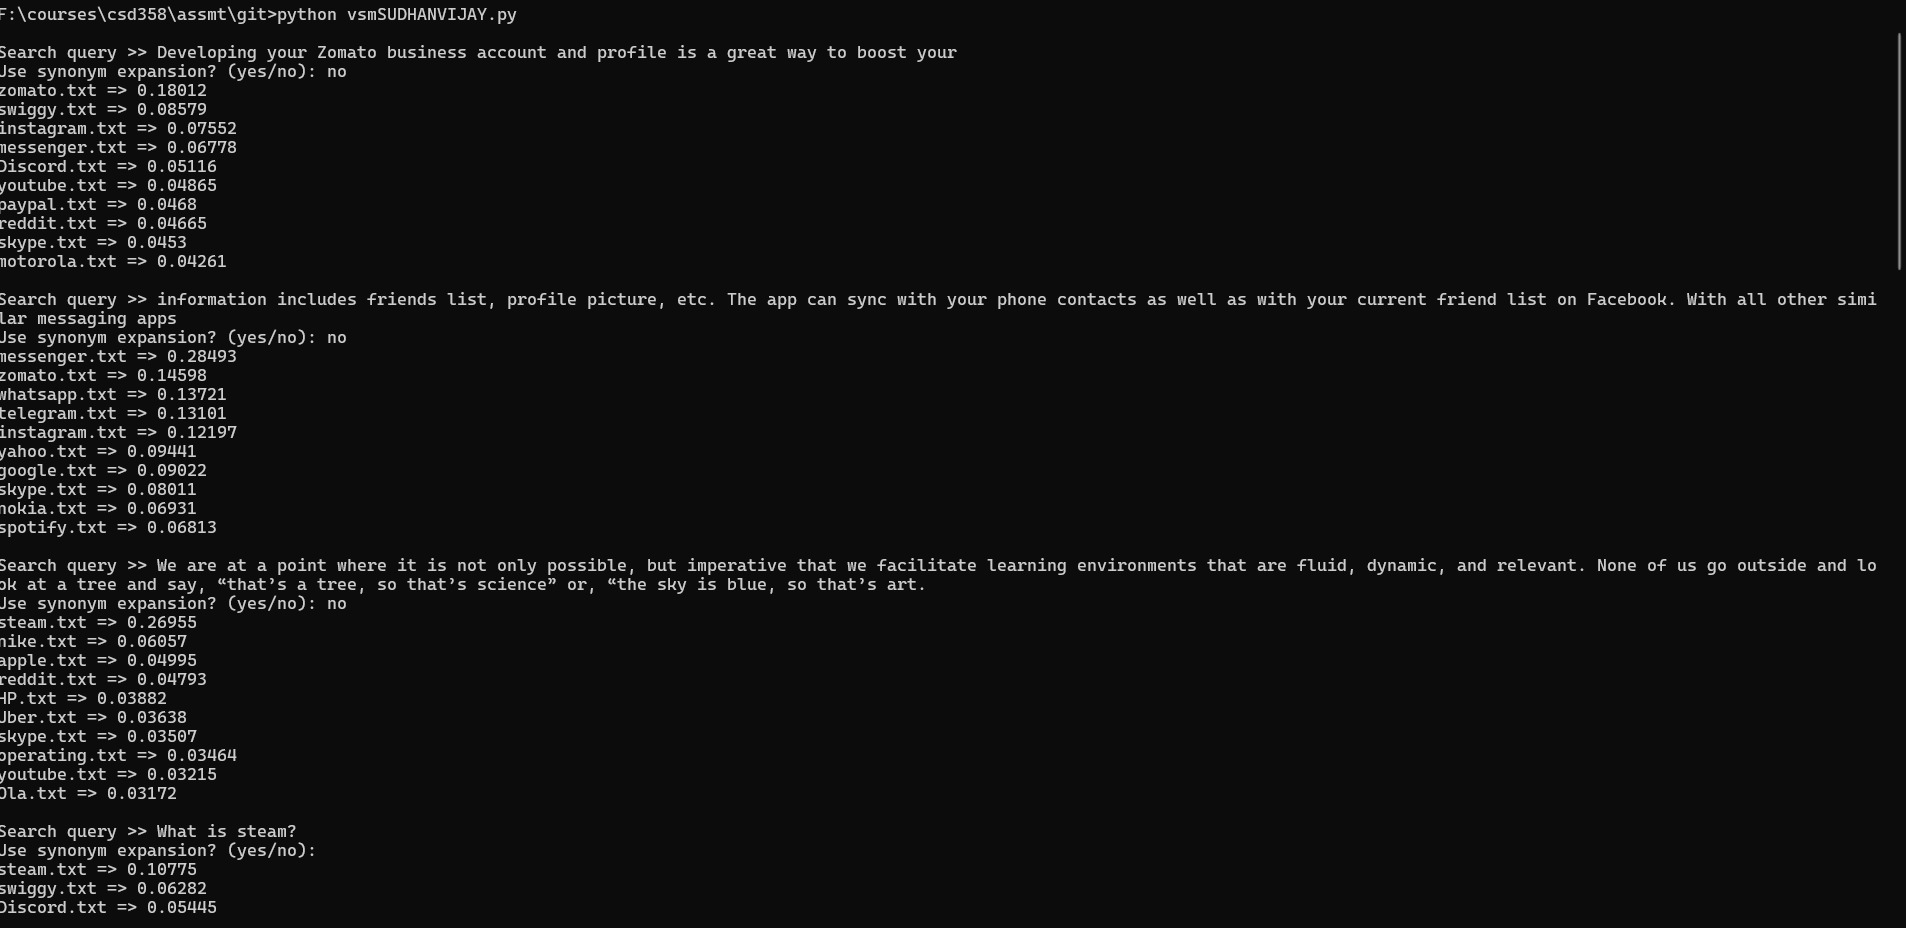 F:\courses\csd358\assmt\git>python vsmSUDHANVIJAY.py
Search query >> Developing your Zomato business account and profile is a great way to boost your
Use synonym expansion? (yes/no): no
zomato.txt => 0.18012
swiggy.txt => 0.08579
instagram.txt => 0.07552
messenger.txt => 0.06778
Discord.txt => 0.05116
youtube.txt => 0.04865
paypal.txt => 0.0468
reddit.txt => 0.04665
skype.txt => 0.0453
motorola.txt => 0.04261
Search query >> information includes friends list, profile picture, etc. The app can sync with your phone contacts as well as with your current friend list on Facebook. With all other simi
lar messaging apps
Use synonym expansion? (yes/no): no
messenger.txt => 0.28493
zomato.txt => 0.14598
whatsapp.txt => 0.13721
telegram.txt => 0.13101
instagram.txt => 0.12197
yahoo.txt => 0.09441
google.txt => 0.09022
skype.txt => 0.08011
nokia.txt => 0.06931
spotify.txt => 0.06813
Search query >> We are at a point where it is not only possible, but imperative that we facilitate learning environments that are fluid, dynamic, and relevant. None of us go outside and lo
ok at a tree and say, “that’s a tree, so that’s science” or, “the sky is blue, so that’s art.
Use synonym expansion? (yes/no): no
steam.txt => 0.26955
nike.txt => 0.06057
apple.txt => 0.04995
reddit.txt => 0.04793
HP.txt => 0.03882
Uber.txt => 0.03638
skype.txt => 0.03507
operating.txt => 0.03464
youtube.txt => 0.03215
Ola.txt => 0.03172
Search query >> What is steam?
Use synonym expansion? (yes/no):
steam.txt => 0.10775
swiggy.txt => 0.06282
Discord.txt => 0.05445